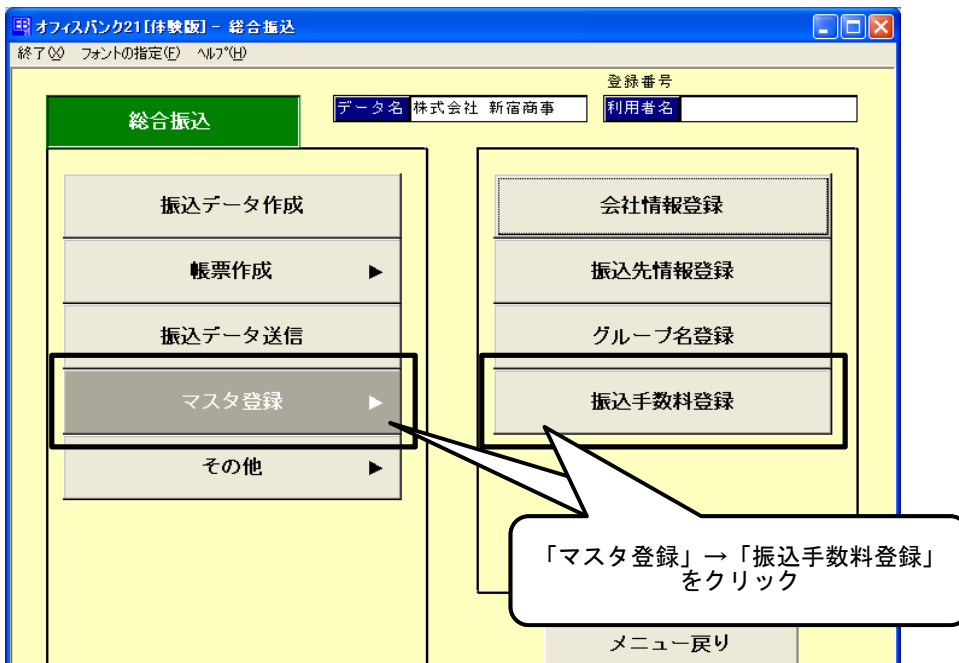 EB オフィスバンク21[体験版] - 総合振込
終了(X) フォントの指定(F) ヘルプ(H)
登録番号
総合振込
データ名 株式会社 新宿商事
利用者名
振込データ作成
帳票作成 ▶
振込データ送信
マスタ登録 ▶
その他 ▶
会社情報登録
振込先情報登録
グループ名登録
振込手数料登録
「マスタ登録」→「振込手数料登録」
をクリック
メニュー戻り